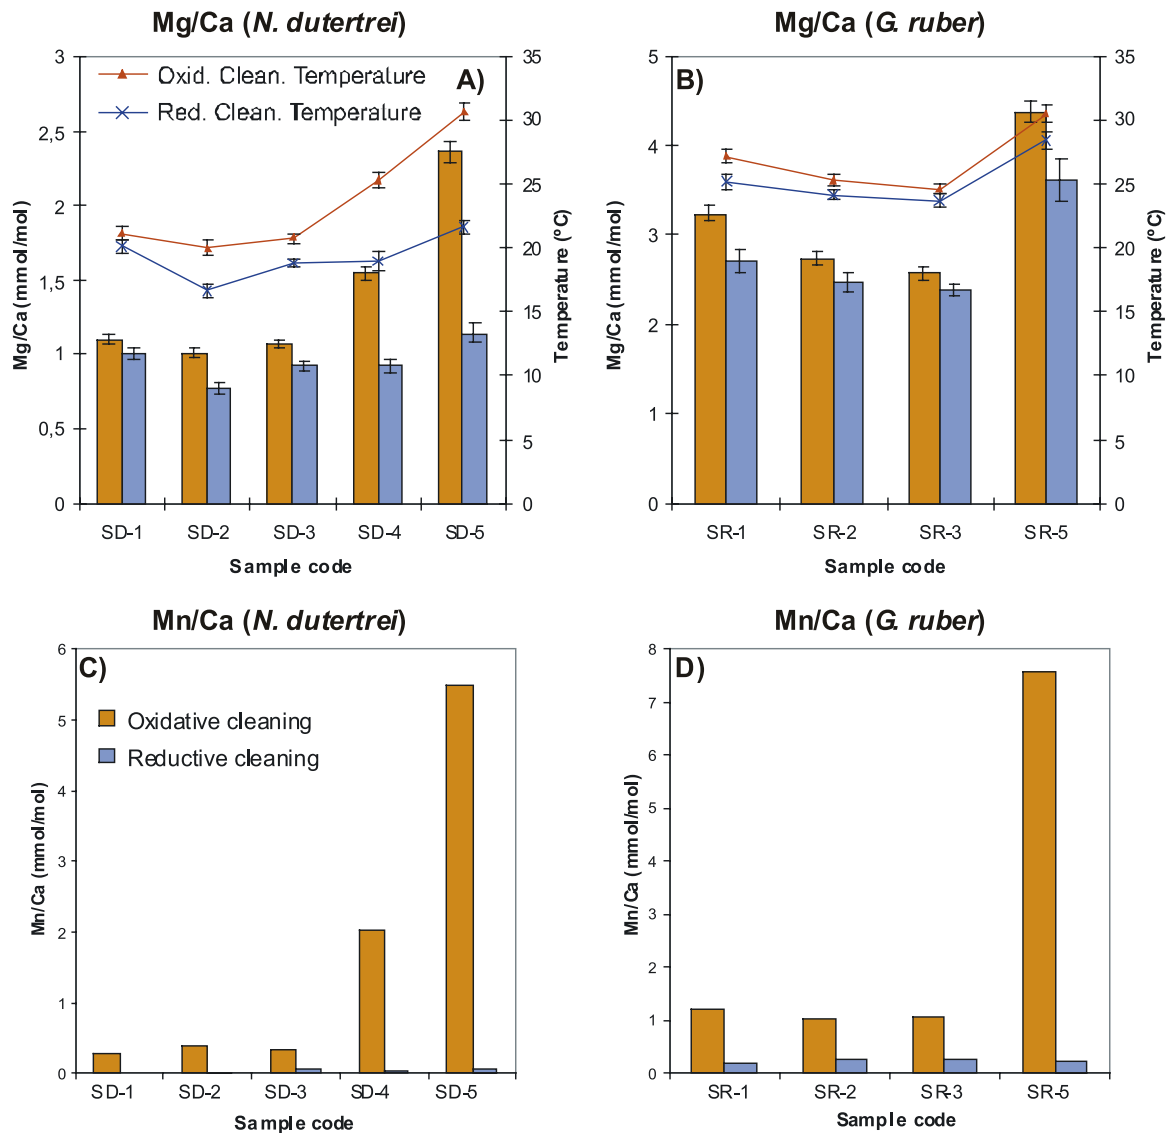 Mg/Ca (N. dutertrei)
Mg/Ca (G. ruber)
A)
Oxid. Clean. Temperature
Red. Clean. Temperature
3
2,5
2
1,5
1
0,5
0
Mg/Ca (mmol/mol)
35
30
25
20
15
10
5
0
Temperature (ºC)
SD-1 SD-2 SD-3 SD-4 SD-5
Sample code
B)
5
4
3
2
1
0
Mg/Ca (mmol/mol)
35
30
25
20
15
10
5
0
Temperature (ºC)
SR-1 SR-2 SR-3 SR-5
Sample code
Mn/Ca (N. dutertrei)
Mn/Ca (G. ruber)
C)
Oxidative cleaning
Reductive cleaning
6
5
4
3
2
1
0
Mn/Ca (mmol/mol)
SD-1 SD-2 SD-3 SD-4 SD-5
Sample code
D)
8
7
6
5
4
3
2
1
0
Mn/Ca (mmol/mol)
SR-1 SR-2 SR-3 SR-5
Sample code